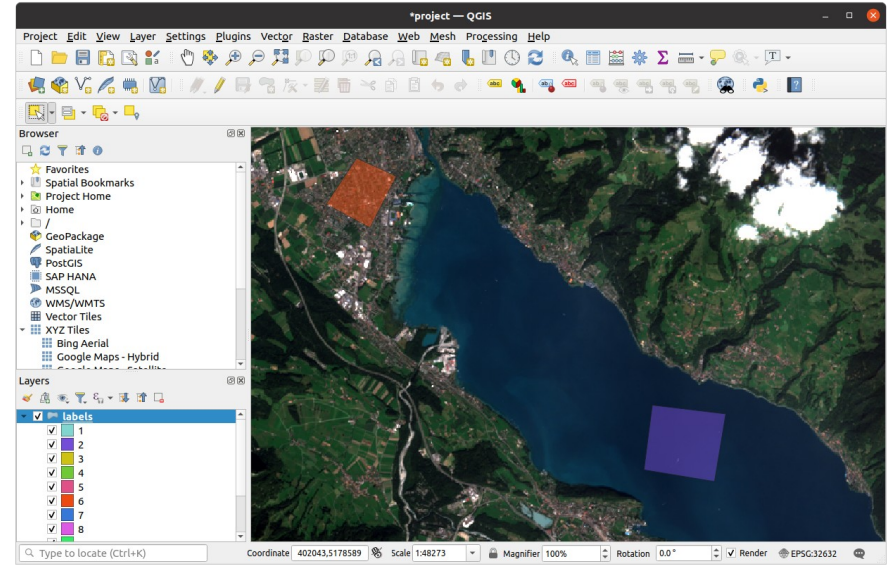 *project — QGIS
Project Edit View Layer Settings Plugins Vector Raster Database Web Mesh Processing Help
Browser
Favorites
Spatial Bookmarks
Project Home
Home
/
GeoPackage
SpatiaLite
PostGIS
SAP HANA
MSSQL
WMS/WMTS
Vector Tiles
XYZ Tiles
Bing Aerial
Google Maps - Hybrid
Layers
labels
1
2
3
4
5
6
7
8
Type to locate (Ctrl+K) Coordinate 402043,5178589 Scale 1:48273 Magnifier 100% Rotation 0.0 ° Render EPSG:32632